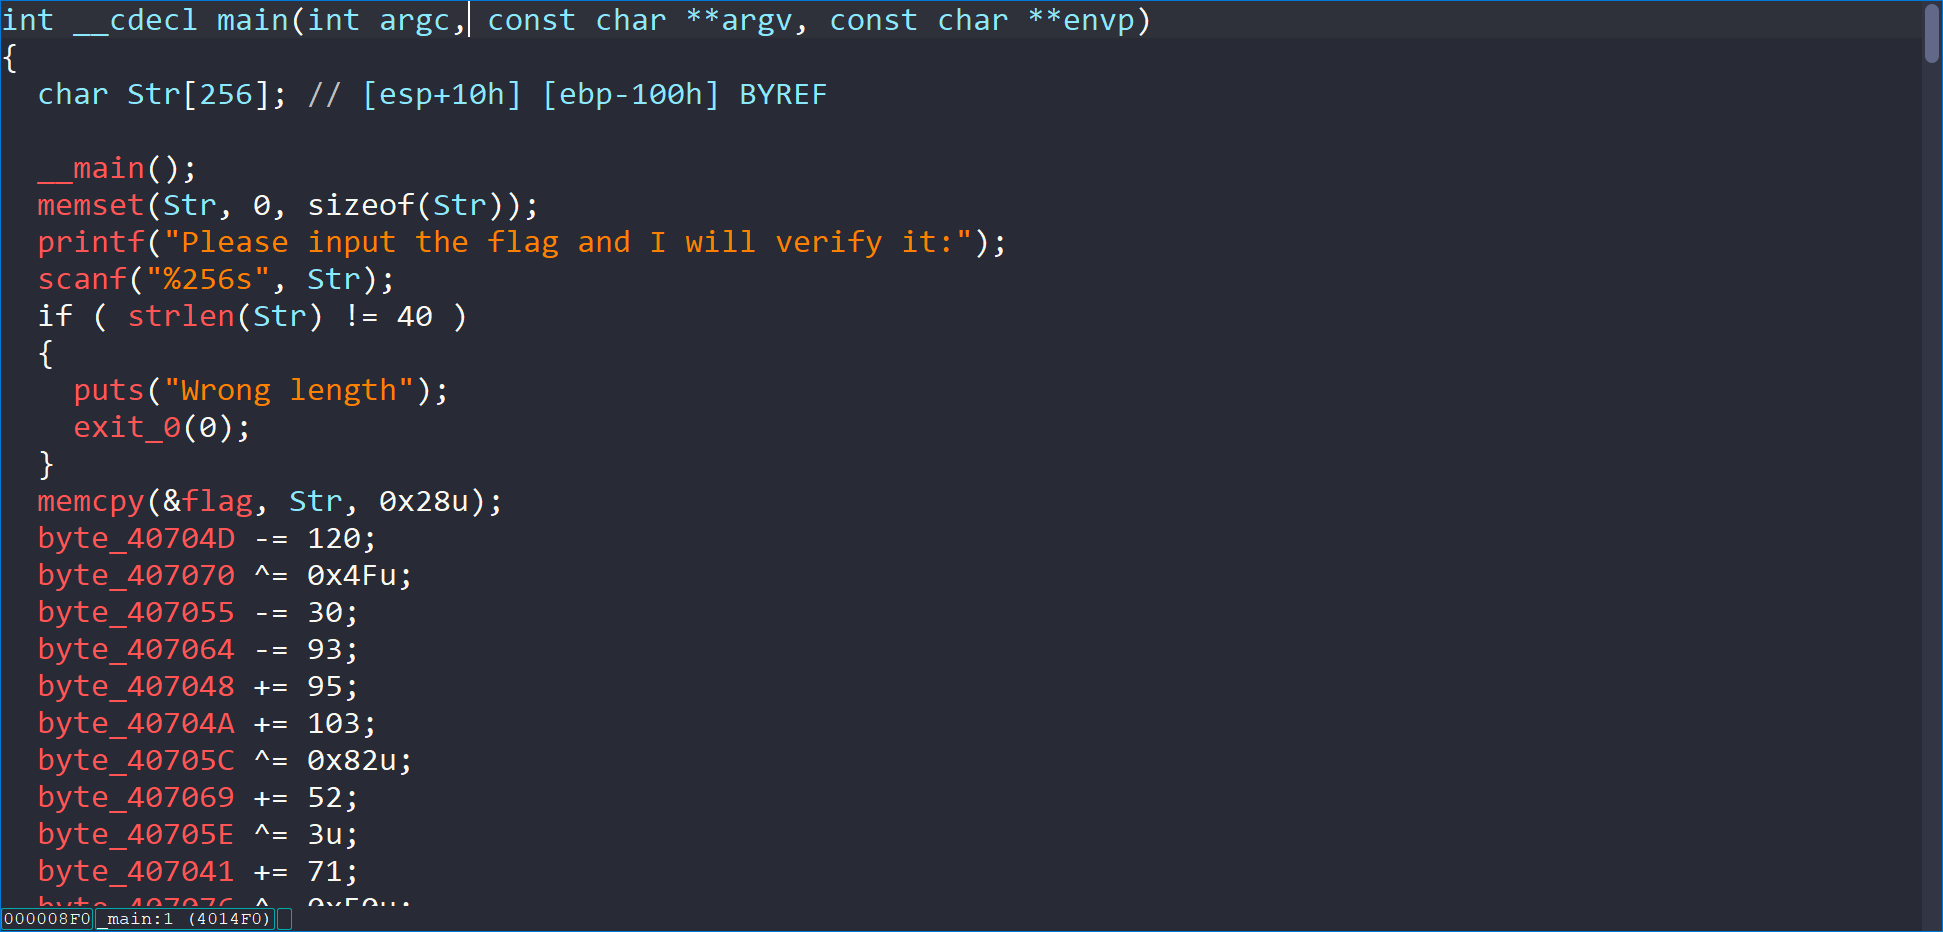 int __cdecl main(int argc, const char **argv, const char **envp)
{
  char Str[256]; // [esp+10h] [ebp-100h] BYREF

  __main();
  memset(Str, 0, sizeof(Str));
  printf("Please input the flag and I will verify it:");
  scanf("%256s", Str);
  if ( strlen(Str) != 40 )
  {
    puts("Wrong length");
    exit_0(0);
  }
  memcpy(&flag, Str, 0x28u);
  byte_40704D -= 120;
  byte_407070 ^= 0x4Fu;
  byte_407055 -= 30;
  byte_407064 -= 93;
  byte_407048 += 95;
  byte_40704A += 103;
  byte_40705C ^= 0x82u;
  byte_407069 += 52;
  byte_40705E ^= 3u;
  byte_407041 += 71;
000008F0 _main:1 (4014F0)